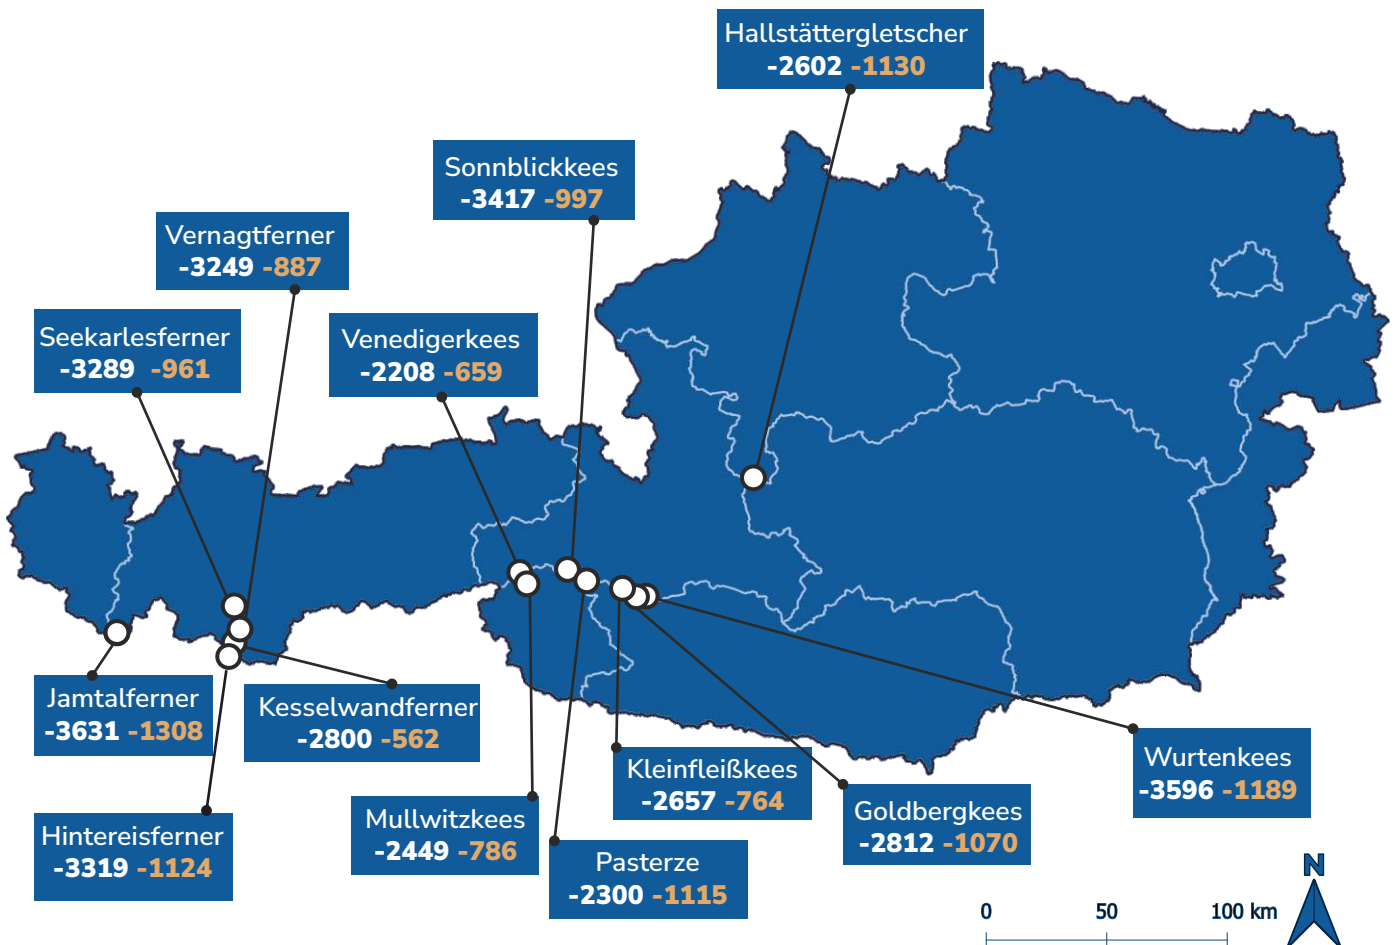 Hallstättergletscher
-2602 -1130
Sonnblickkees
-3417 -997
Vernagtferner
-3249 -887
Seekarlesferner
-3289 -961
Venedigerkees
-2208 -659
Jamtalferner
-3631 -1308
Kesselwandferner
-2800 -562
Hintereisferner
-3319 -1124
Mullwitzkees
-2449 -786
Pasterze
-2300 -1115
Kleinfleißkees
-2657 -764
Goldbergkees
-2812 -1070
Wurtenkees
-3596 -1189
N
0 50 100 km